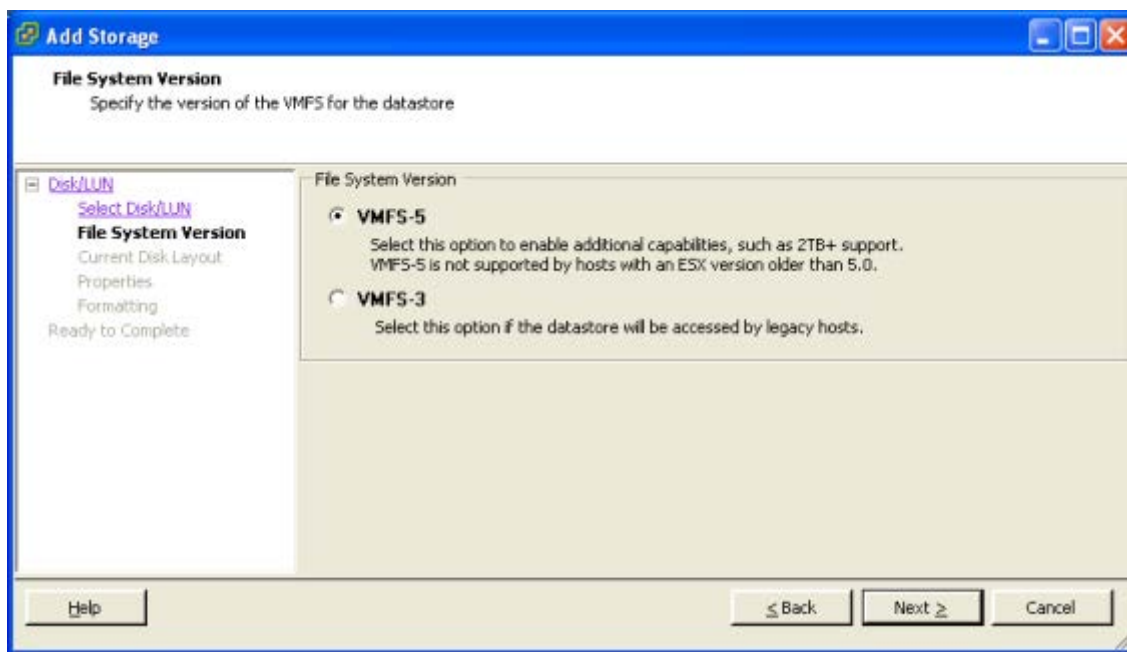 Add Storage
File System Version
Specify the version of the VMFS for the datastore
Disk/LUN
Select Disk/LUN
File System Version
Current Disk Layout
Properties
Formatting
Ready to Complete
File System Version
VMFS-5
Select this option to enable additional capabilities, such as 2TB+ support.
VMFS-5 is not supported by hosts with an ESX version older than 5.0.
VMFS-3
Select this option if the datastore will be accessed by legacy hosts.
Help
≤ Back
Next ≥
Cancel